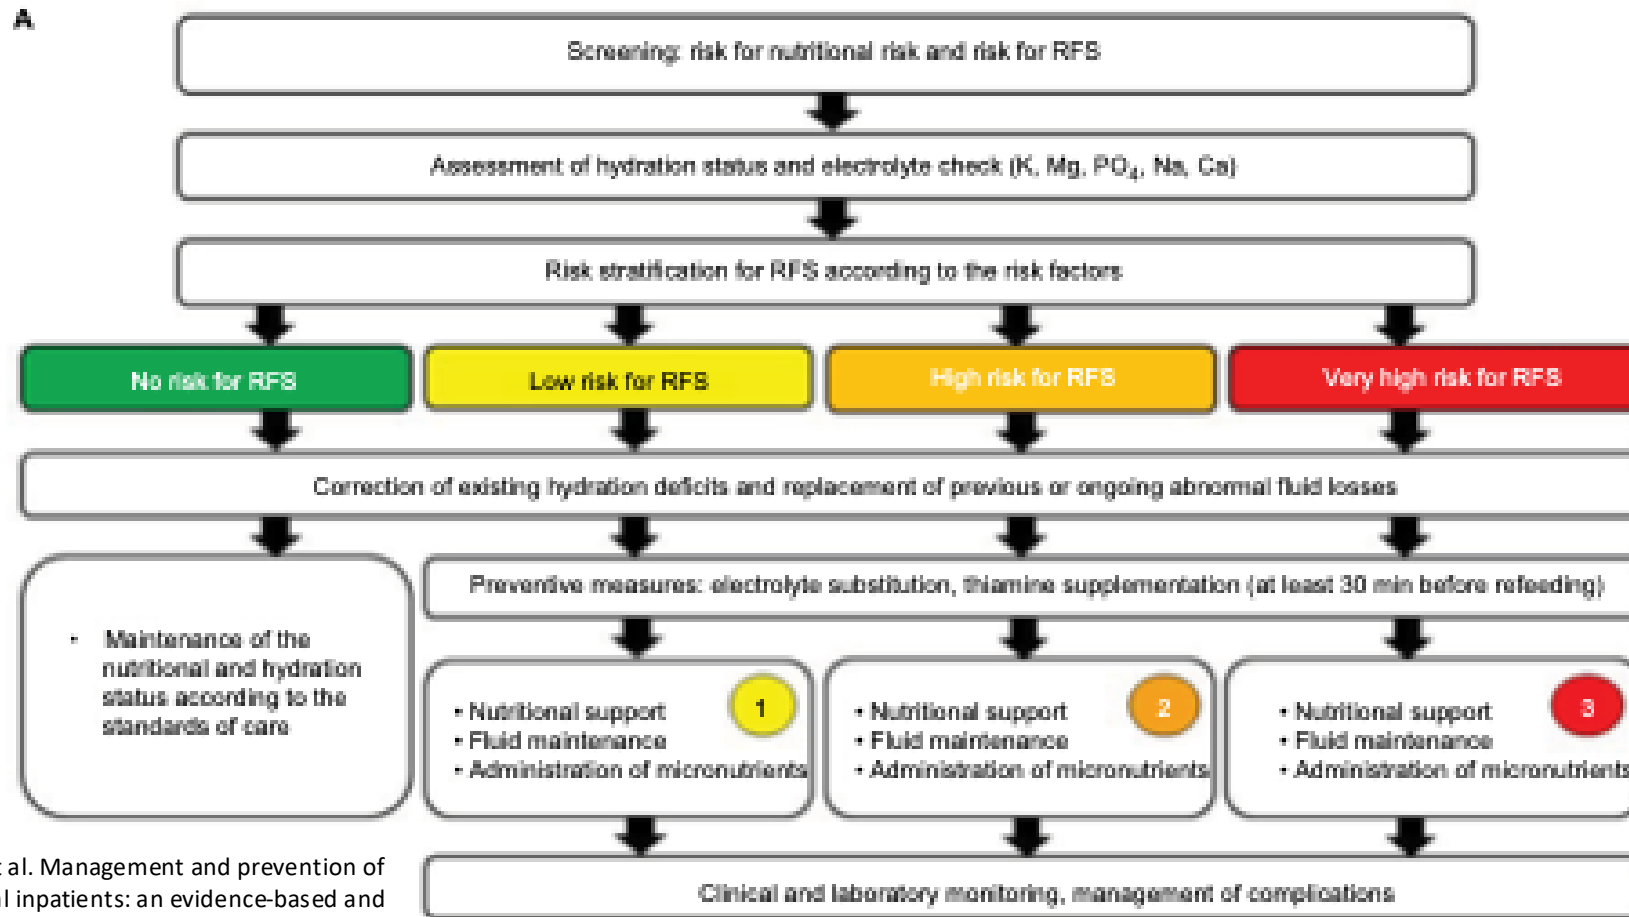 A
Screening: risk for nutritional risk and risk for RFS
Assessment of hydration status and electrolyte check (K, Mg, PO₄, Na, Ca)
Risk stratification for RFS according to the risk factors
No risk for RFS
Low risk for RFS
High risk for RFS
Very high risk for RFS
Correction of existing hydration deficits and replacement of previous or ongoing abnormal fluid losses
• Maintenance of the
nutritional and hydration
status according to the
standards of care
Preventive measures: electrolyte substitution, thiamine supplementation (at least 30 min before refeeding)
1
• Nutritional support
• Fluid maintenance
• Administration of micronutrients
2
• Nutritional support
• Fluid maintenance
• Administration of micronutrients
3
• Nutritional support
• Fluid maintenance
• Administration of micronutrients
Clinical and laboratory monitoring, management of complications
al. Management and prevention of
inpatients: an evidence-based and